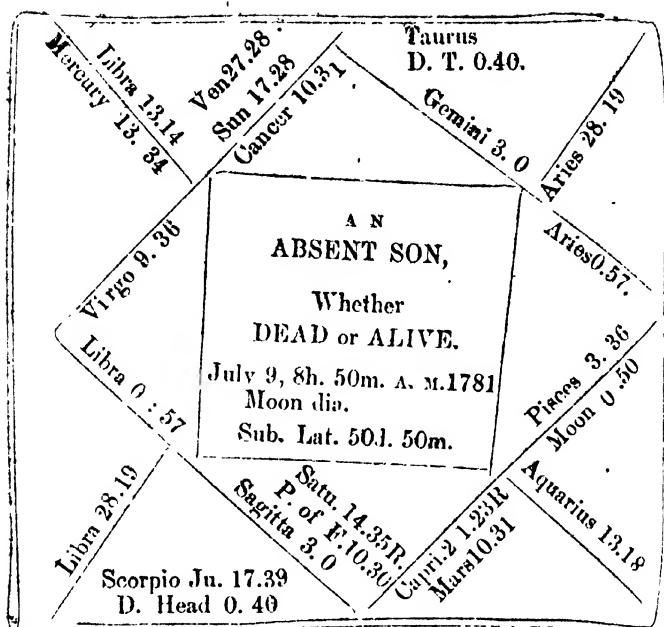 Libra 13.14
Mercury 13. 34
Ven 27.28
Sun 17.28
Cancer 10.31
Taurus
D. T. 0.40.
Gemini 3. 0
Aries 28. 19
Virgo 9. 36
A N
ABSENT SON,
Whether
DEAD or ALIVE.
July 9, 8h. 50m. A. M. 1781
Moon dia.
Sub. Lat. 50.l. 50m.
Aries 0.57.
Pisces 3. 36
Moon 0.50
Aquarius 13.18
Libra 0 : 57
Libra 28.19
Scorpio Ju. 17.39
D. Head 0. 40
Sagitta 3. 0
P. of F. 10.30
Satu. 14.35R.
Capri. 2 1.23R
Mars 10.31